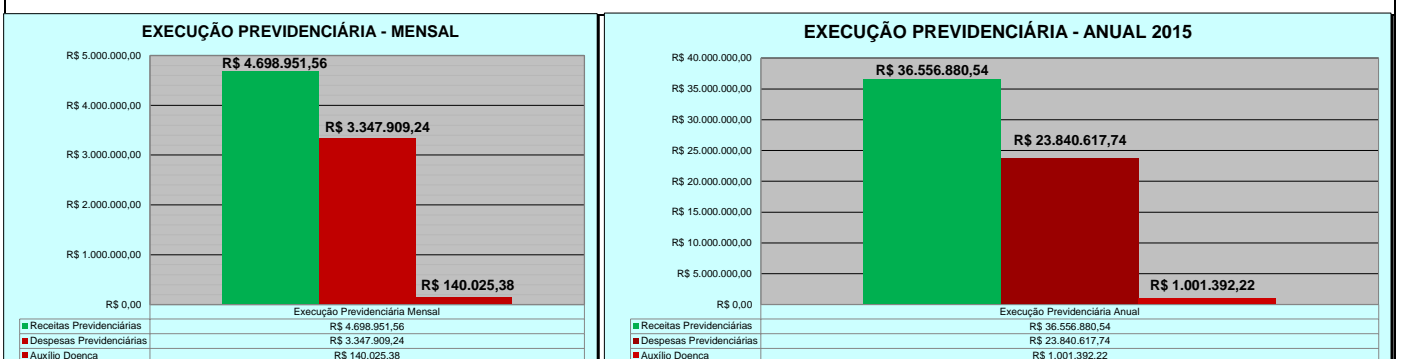 EXECUÇÃO PREVIDENCIÁRIA - MENSAL
R$ 5.000.000,00
R$ 4.000.000,00
R$ 3.000.000,00
R$ 2.000.000,00
R$ 1.000.000,00
R$ 0,00
R$ 4.698.951,56
R$ 3.347.909,24
R$ 140.025,38
Execução Previdenciária Mensal
Receitas Previdenciárias R$ 4.698.951,56
Despesas Previdenciárias R$ 3.347.909,24
Auxílio Doença R$ 140.025,38
EXECUÇÃO PREVIDENCIÁRIA - ANUAL 2015
R$ 40.000.000,00
R$ 35.000.000,00
R$ 30.000.000,00
R$ 25.000.000,00
R$ 20.000.000,00
R$ 15.000.000,00
R$ 10.000.000,00
R$ 5.000.000,00
R$ 0,00
R$ 36.556.880,54
R$ 23.840.617,74
R$ 1.001.392,22
Execução Previdenciária Anual
Receitas Previdenciárias R$ 36.556.880,54
Despesas Previdenciárias R$ 23.840.617,74
Auxílio Doença R$ 1.001.392,22